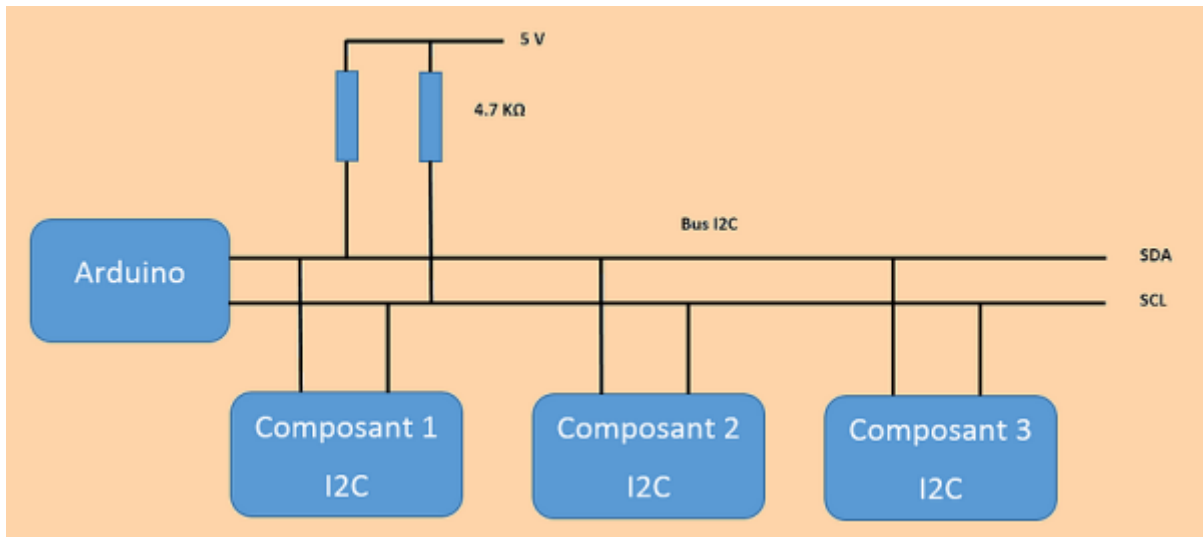 5 V
4.7 KΩ
Bus I2C
Arduino
SDA
SCL
Composant 1
I2C
Composant 2
I2C
Composant 3
I2C